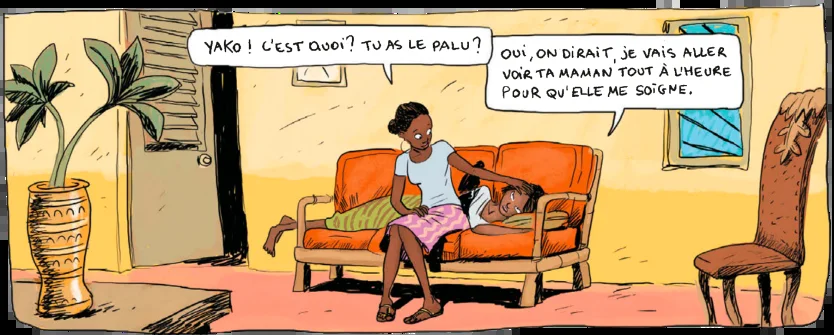 YAKO ! C'EST QUOI ? TU AS LE PALU ?
OUI, ON DIRAIT, JE VAIS ALLER
VOIR TA MAMAN TOUT À L'HEURE
POUR QU'ELLE ME SOIGNE.